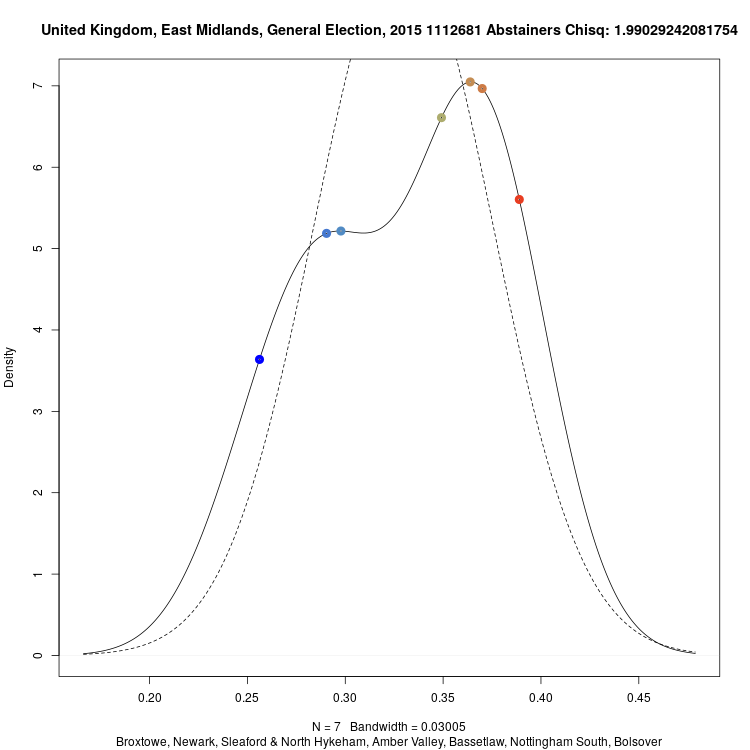 United Kingdom, East Midlands, General Election, 2015 1112681 Abstainers Chisq: 1.99029242081754
Density
7
6
5
4
3
2
1
0
0.20 0.25 0.30 0.35 0.40 0.45
N = 7 Bandwidth = 0.03005
Broxtowe, Newark, Sleaford & North Hykeham, Amber Valley, Bassetlaw, Nottingham South, Bolsover